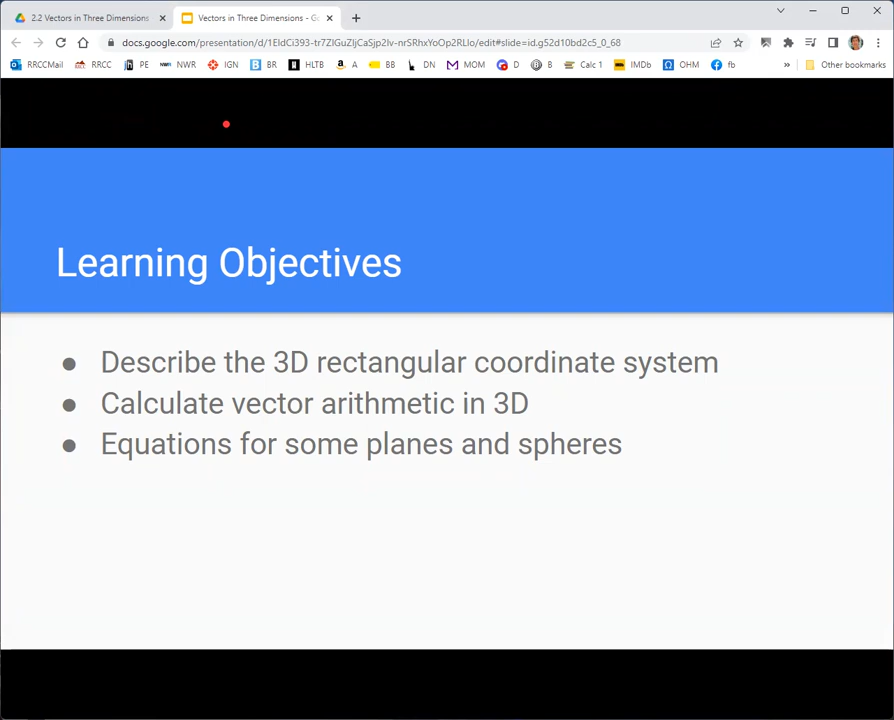 2.2 Vectors in Three Dimensions
Vectors in Three Dimensions - Go
docs.google.com/presentation/d/1EldCi393-tr7ZIGuZIjCaSjp2Iv-nrSRhxYoOp2RLIo/edit#slide=id.g52d10bd2c5_0_68
RRCCMail RRCC PE NWR IGN BR HLTB A BB DN MOM D B Calc 1 IMDb OHM fb » Other bookmarks
Learning Objectives
● Describe the 3D rectangular coordinate system
● Calculate vector arithmetic in 3D
● Equations for some planes and spheres